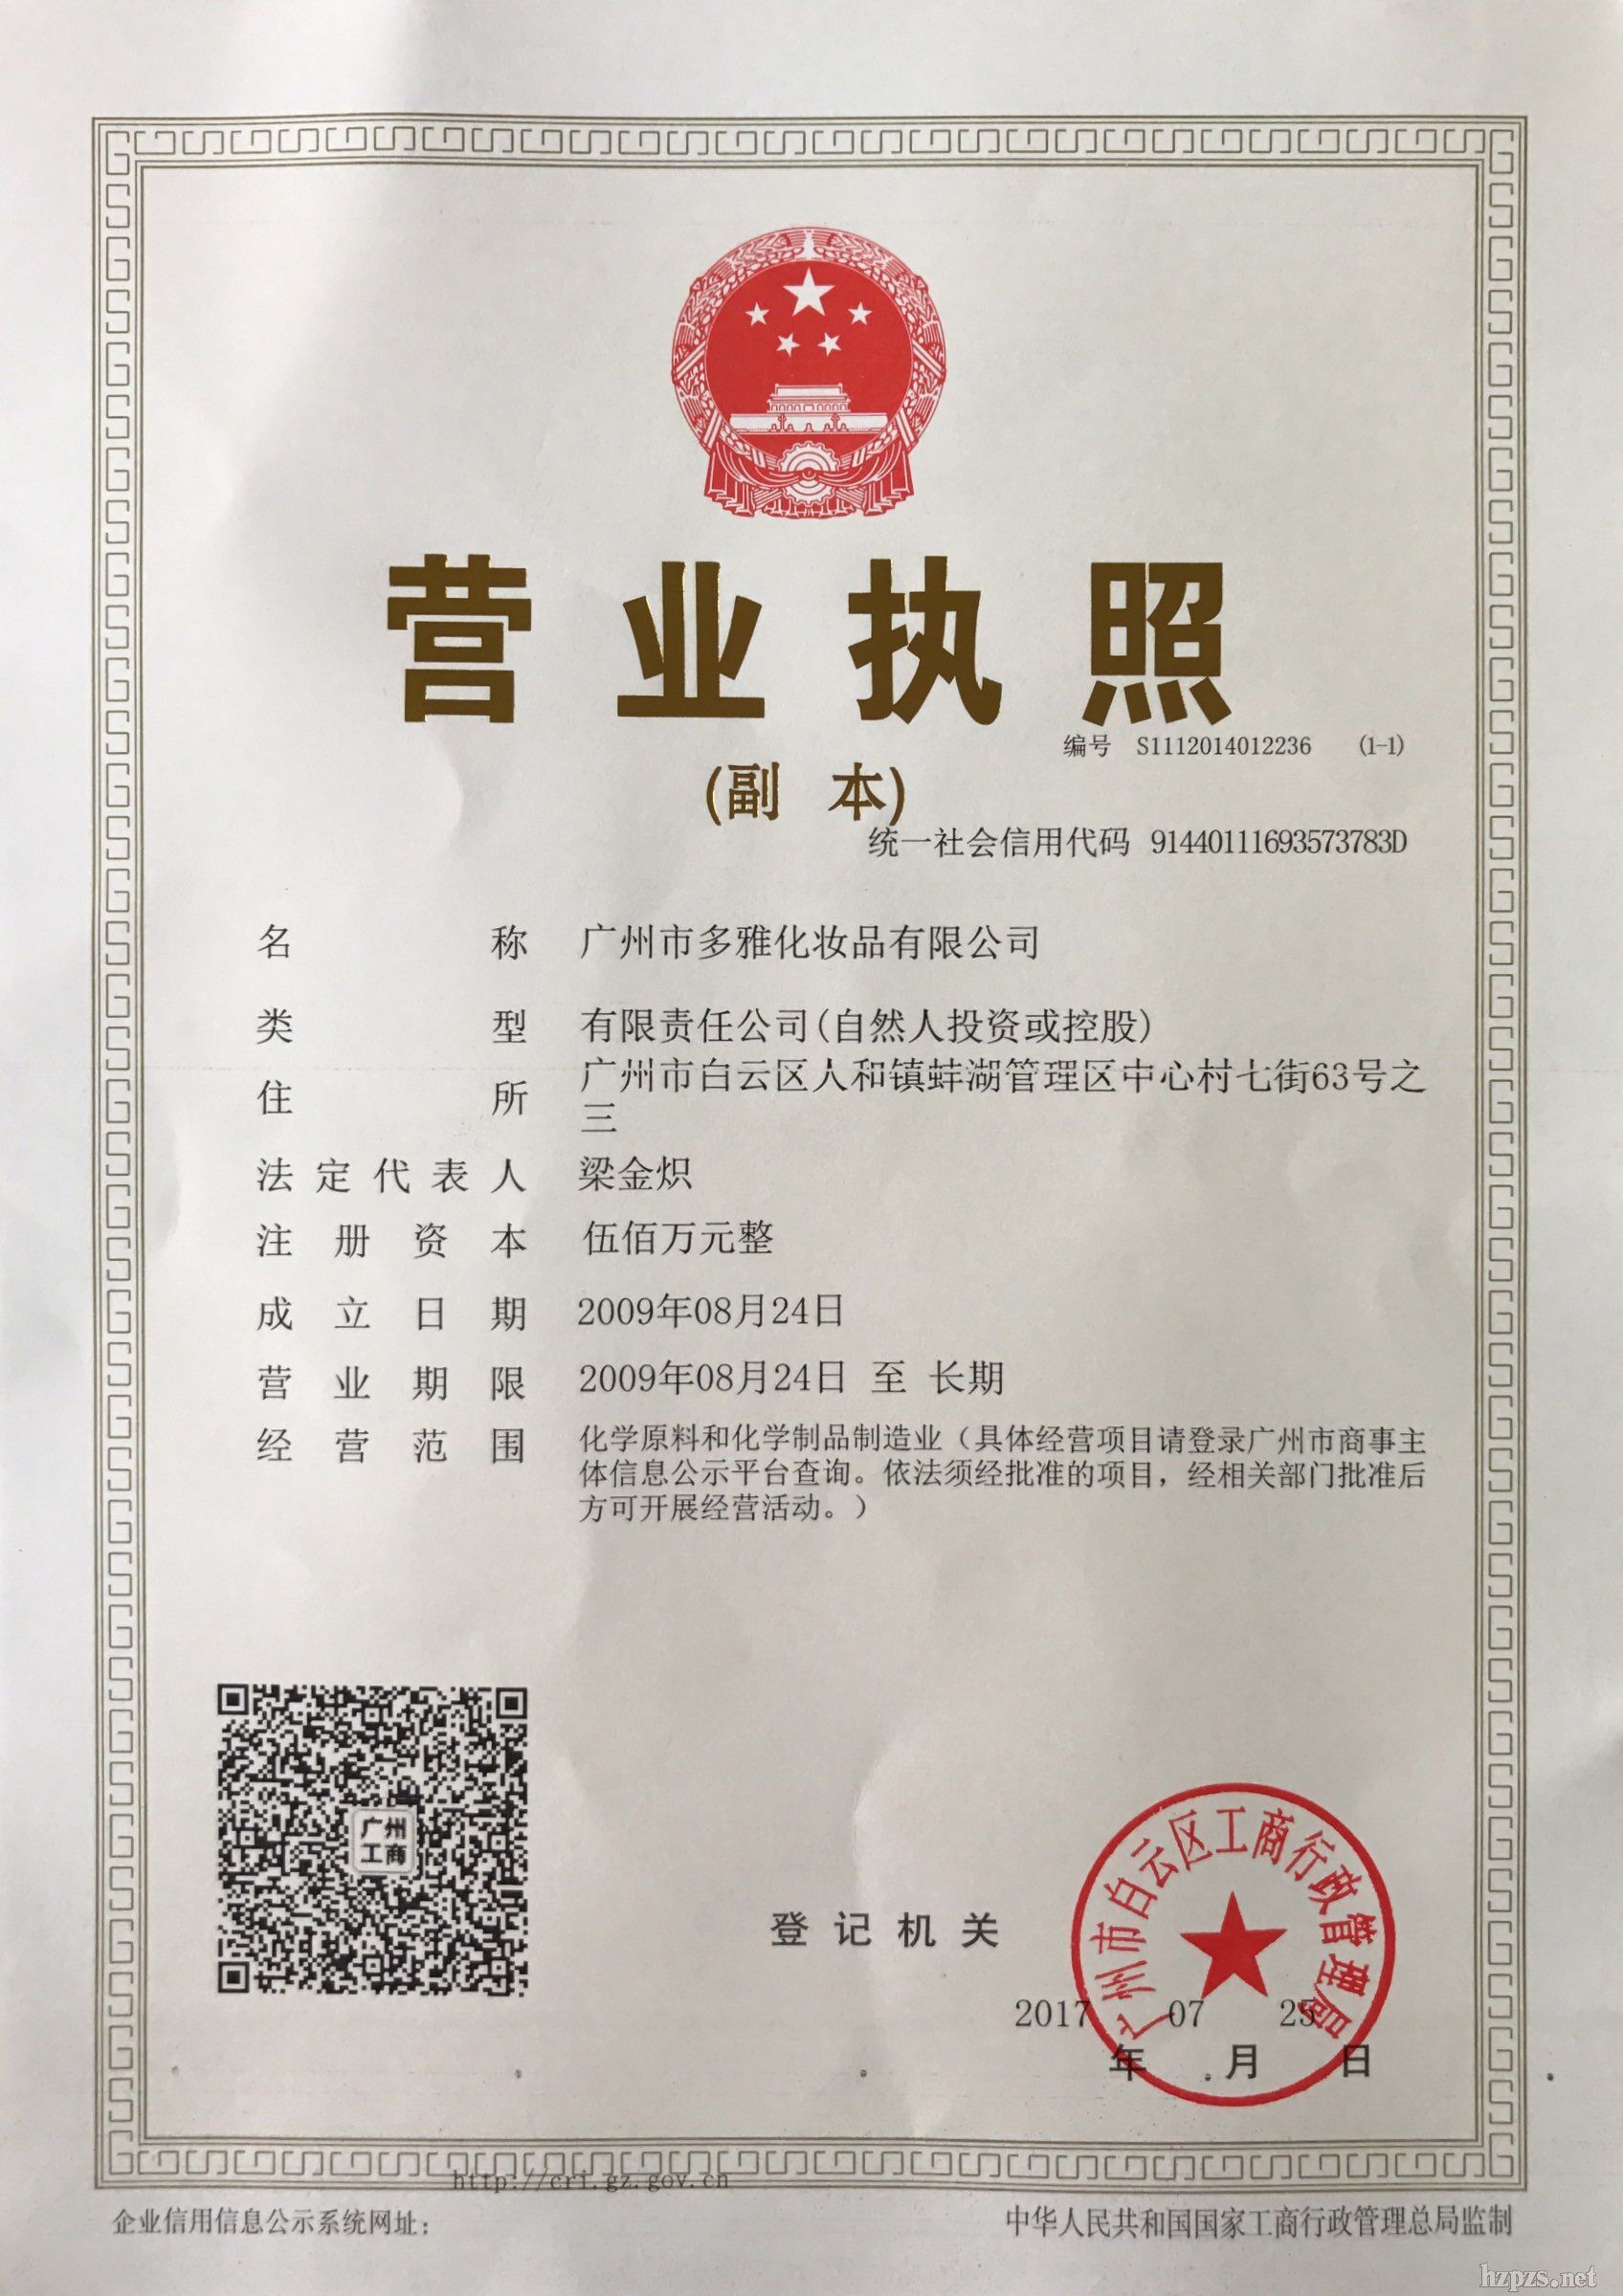 营业执照
编号 S1112014012236 (1-1)
(副 本)
统一社会信用代码 91440111693573783D
名称 广州市多雅化妆品有限公司
类型 有限责任公司(自然人投资或控股)
住所 广州市白云区人和镇蚌湖管理区中心村七街63号之
三
法定代表人 梁金炽
注册资本 伍佰万元整
成立日期 2009年08月24日
营业期限 2009年08月24日 至 长期
经营范围 化学原料和化学制品制造业（具体经营项目请登录广州市商事主
体信息公示平台查询。依法须经批准的项目，经相关部门批准后
方可开展经营活动。）
广州
工商
登记机关
广州市白云区工商行政管理局
2017 07 25
年 月 日
http://cri.gz.gov.cn
企业信用信息公示系统网址：
中华人民共和国国家工商行政管理总局监制
hzpzs.net